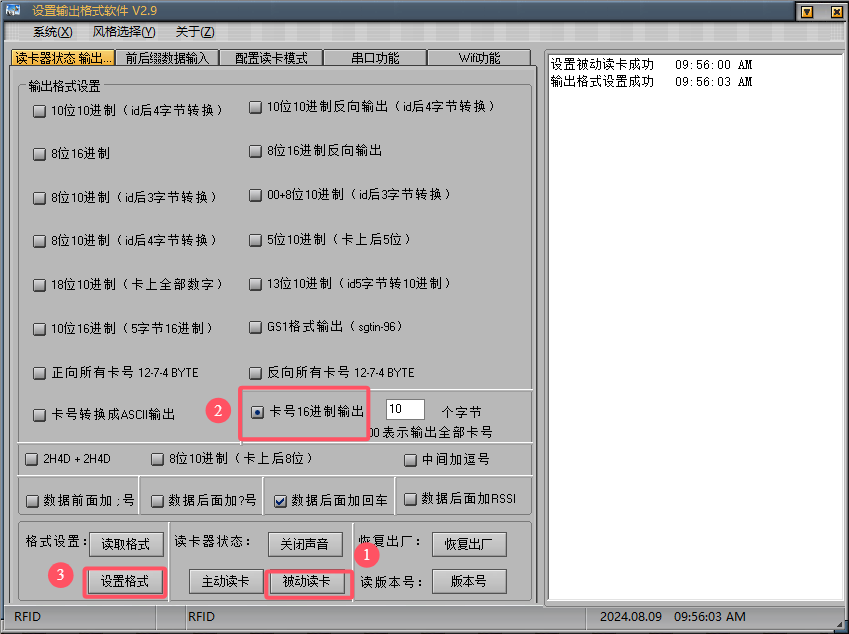 设置输出格式软件 V2.9
系统(X) 风格选择(Y) 关于(Z)
读卡器状态 输出... 前后缀数据输入 配置读卡模式 串口功能 Wifi功能
输出格式设置
10位10进制（id后4字节转换） 10位10进制反向输出（id后4字节转换）
8位16进制 8位16进制反向输出
8位10进制（id后3字节转换） 00+8位10进制（id后3字节转换）
8位10进制（id后4字节转换） 5位10进制（卡上后5位）
18位10进制（卡上全部数字） 13位10进制（id5字节转10进制）
10位16进制（5字节16进制） GS1格式输出（sgtin-96）
正向所有卡号 12-7-4 BYTE 反向所有卡号 12-7-4 BYTE
卡号转换成ASCII输出 2 卡号16进制输出 10 个字节
00 表示输出全部卡号
2H4D + 2H4D 8位10进制（卡上后8位） 中间加逗号
数据前面加 ; 号 数据后面加?号 数据后面加回车 数据后面加RSSI
格式设置： 读取格式 读卡器状态： 关闭声音 恢复出厂： 恢复出厂
3 设置格式 主动读卡 1 被动读卡 读版本号： 版本号
设置被动读卡成功 09:56:00 AM
输出格式设置成功 09:56:03 AM
RFID RFID 2024.08.09 09:56:03 AM